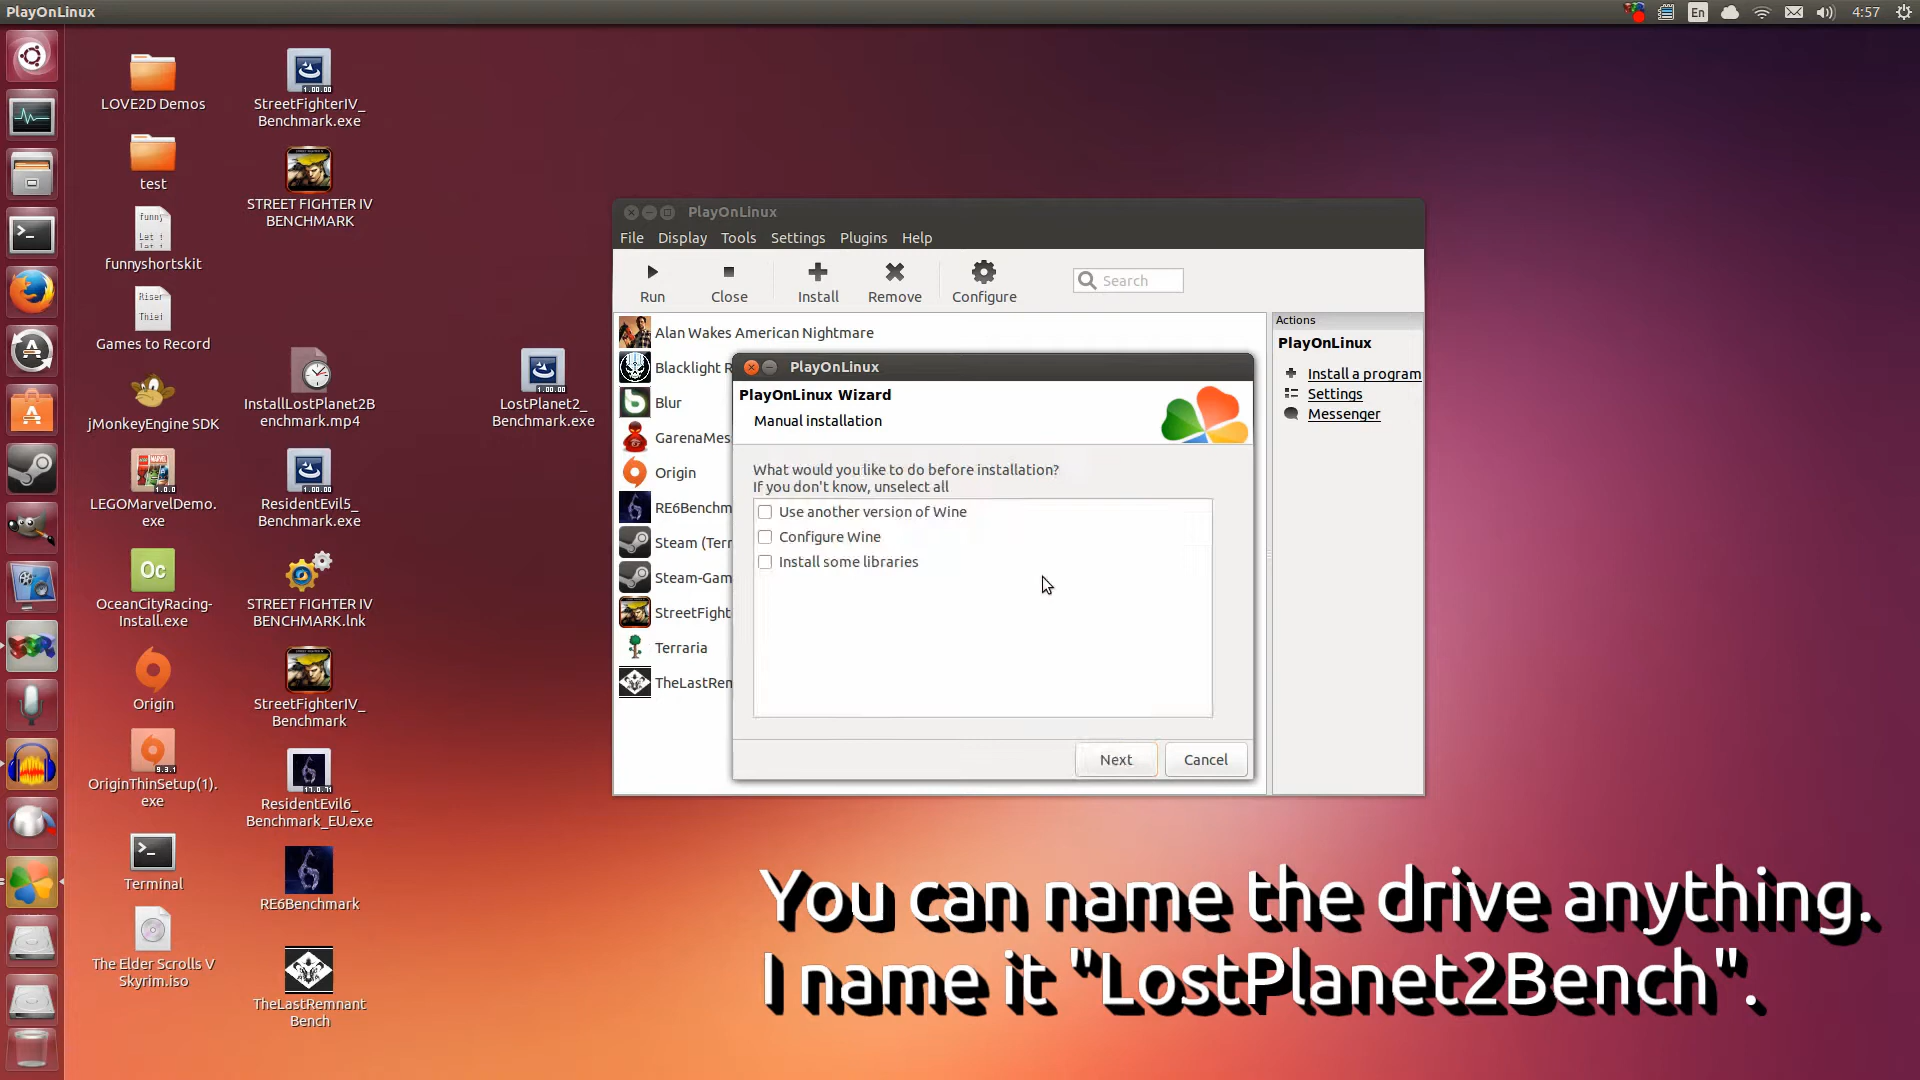 PlayOnLinux
En
4:57
LOVE2D Demos
test
funnyshortskit
Games to Record
jMonkeyEngine SDK
LEGOMarvelDemo.
exe
OceanCityRacing-
Install.exe
Origin
OriginThinSetup(1).
exe
Terminal
The Elder Scrolls V
Skyrim.iso
StreetFighterIV_
Benchmark.exe
STREET FIGHTER IV
BENCHMARK
InstallLostPlanet2B
enchmark.mp4
ResidentEvil5_
Benchmark.exe
STREET FIGHTER IV
BENCHMARK.lnk
StreetFighterIV_
Benchmark
ResidentEvil6_
Benchmark_EU.exe
RE6Benchmark
TheLastRemnant
Bench
LostPlanet2_
Benchmark.exe
PlayOnLinux
File Display Tools Settings Plugins Help
Run Close Install Remove Configure Search
Alan Wakes American Nightmare
Blacklight R
Blur
GarenaMes
Origin
RE6Benchm
Steam (Terr
Steam-Gam
StreetFight
Terraria
TheLastRem
Actions
PlayOnLinux
Install a program
Settings
Messenger
PlayOnLinux
PlayOnLinux Wizard
Manual installation
What would you like to do before installation?
If you don't know, unselect all
Use another version of Wine
Configure Wine
Install some libraries
Next Cancel
You can name the drive anything.
I name it "LostPlanet2Bench".